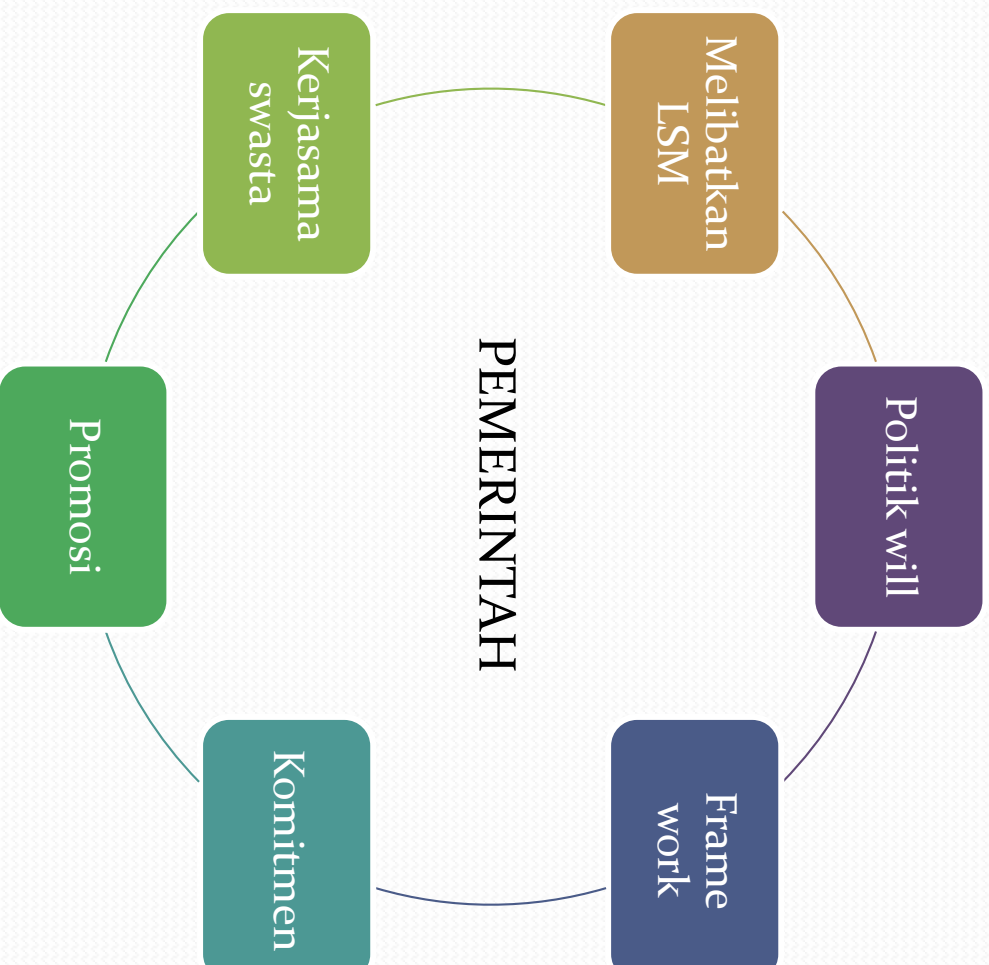 Politik will
Frame
work
Komitmen
Promosi
Kerjasama
swasta
Melibatkan
LSM
PEMERINTAH